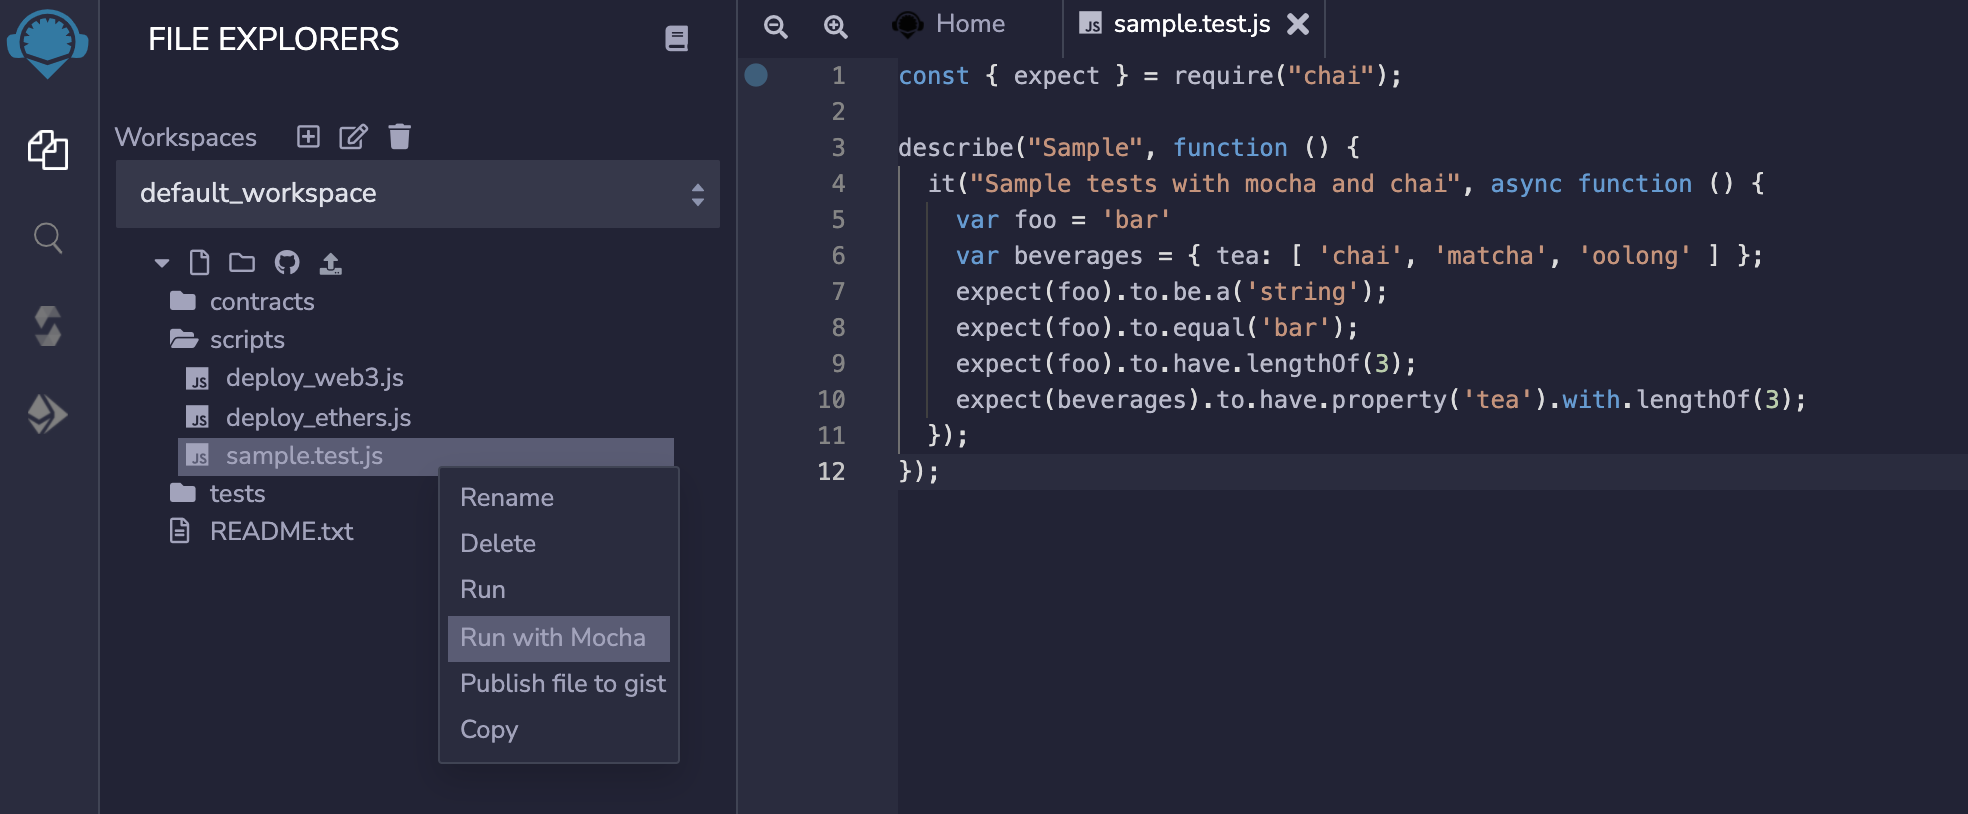 FILE EXPLORERS
Workspaces
default_workspace
contracts
scripts
JS deploy_web3.js
JS deploy_ethers.js
JS sample.test.js
tests
README.txt
Rename
Delete
Run
Run with Mocha
Publish file to gist
Copy
Home
JS sample.test.js
1 const { expect } = require("chai");
2
3 describe("Sample", function () {
4 it("Sample tests with mocha and chai", async function () {
5 var foo = 'bar'
6 var beverages = { tea: [ 'chai', 'matcha', 'oolong' ] };
7 expect(foo).to.be.a('string');
8 expect(foo).to.equal('bar');
9 expect(foo).to.have.lengthOf(3);
10 expect(beverages).to.have.property('tea').with.lengthOf(3);
11 });
12 });